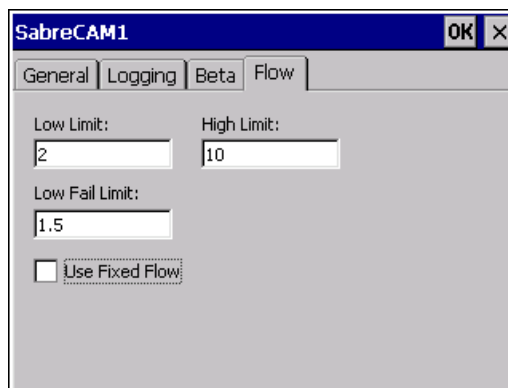 SabreCAM1 OK ×
General Logging Beta Flow
Low Limit: High Limit:
2 10
Low Fail Limit:
1.5
Use Fixed Flow